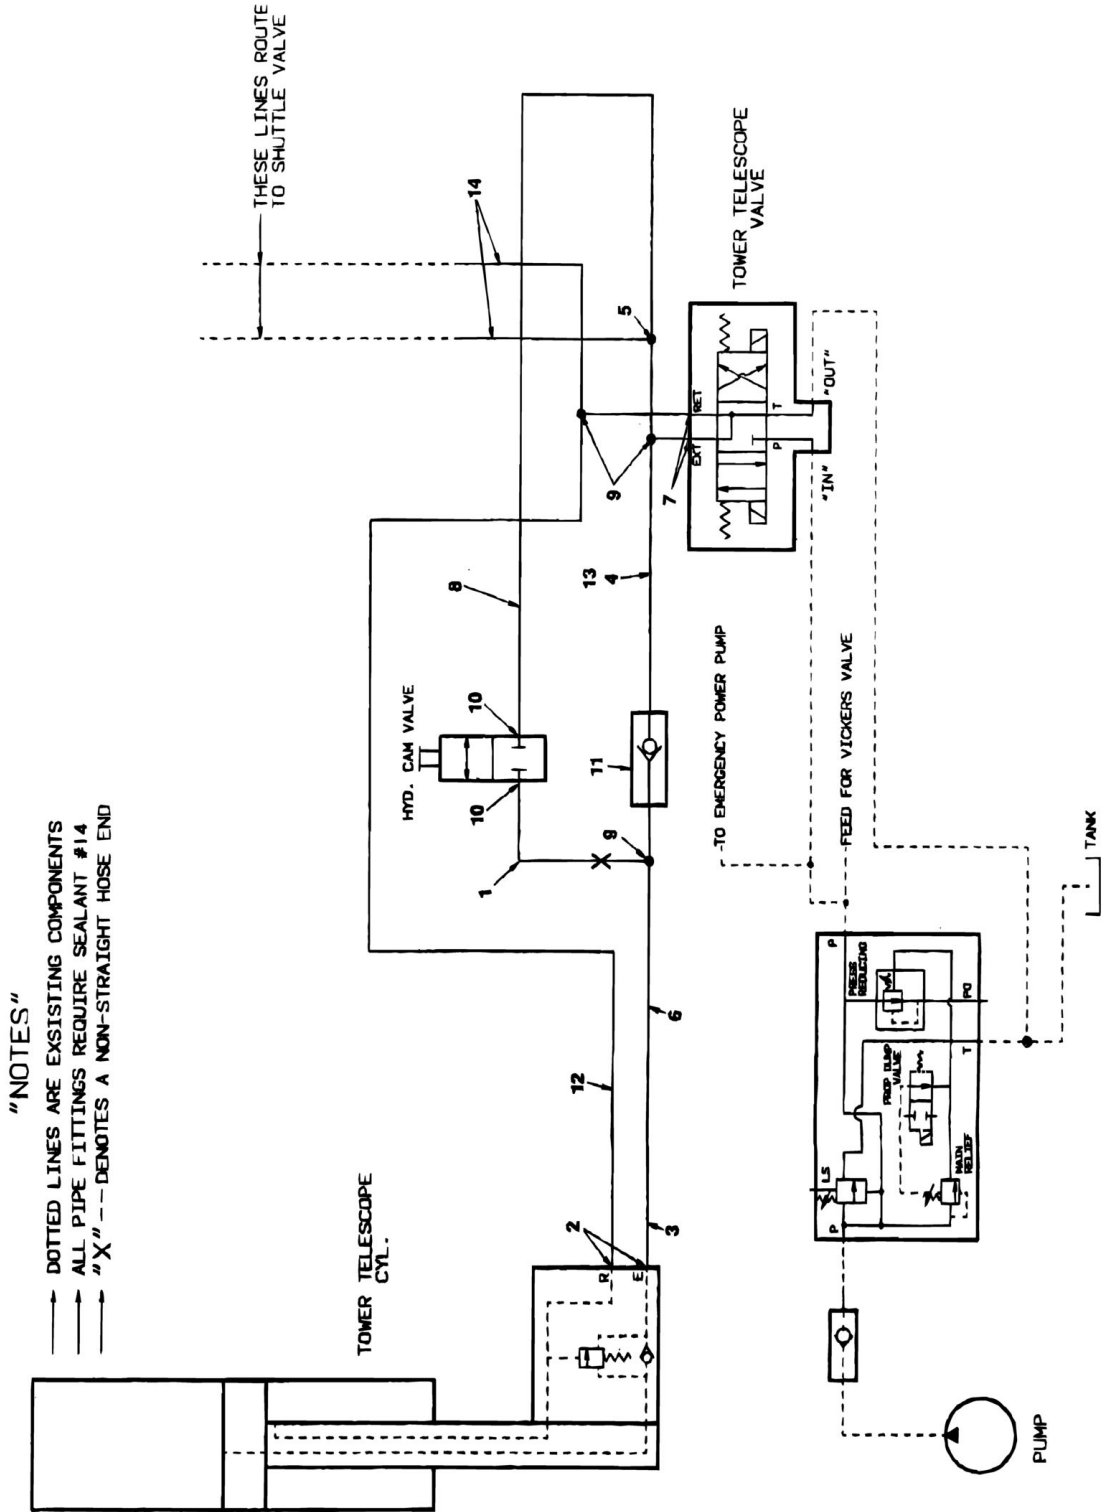 "NOTES"
DOTTED LINES ARE EXSISTING COMPONENTS
ALL PIPE FITTINGS REQUIRE SEALANT #14
"X"--DENOTES A NON-STRAIGHT HOSE END
THESE LINES ROUTE
TO SHUTTLE VALVE
14
HYD. CAM VALVE
10
10
8
1
9
5
9
13
4
11
7
EXT
RET
P
T
"IN"
"OUT"
TOWER TELESCOPE
VALVE
TOWER TELESCOPE
CYL.
12
2
R
E
3
6
TO EMERGENCY POWER PUMP
FEED FOR VICKERS VALVE
P
LS
P
PRESS
REDUCING
PROP DUMP
VALVE
MAIN
RELIEF
T
PO
PUMP
TANK